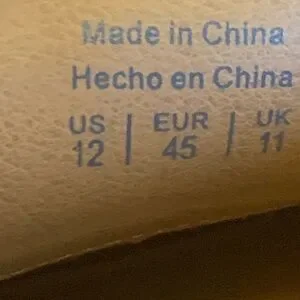 Made in China
Hecho en China
US | EUR | UK
12 | 45 | 11